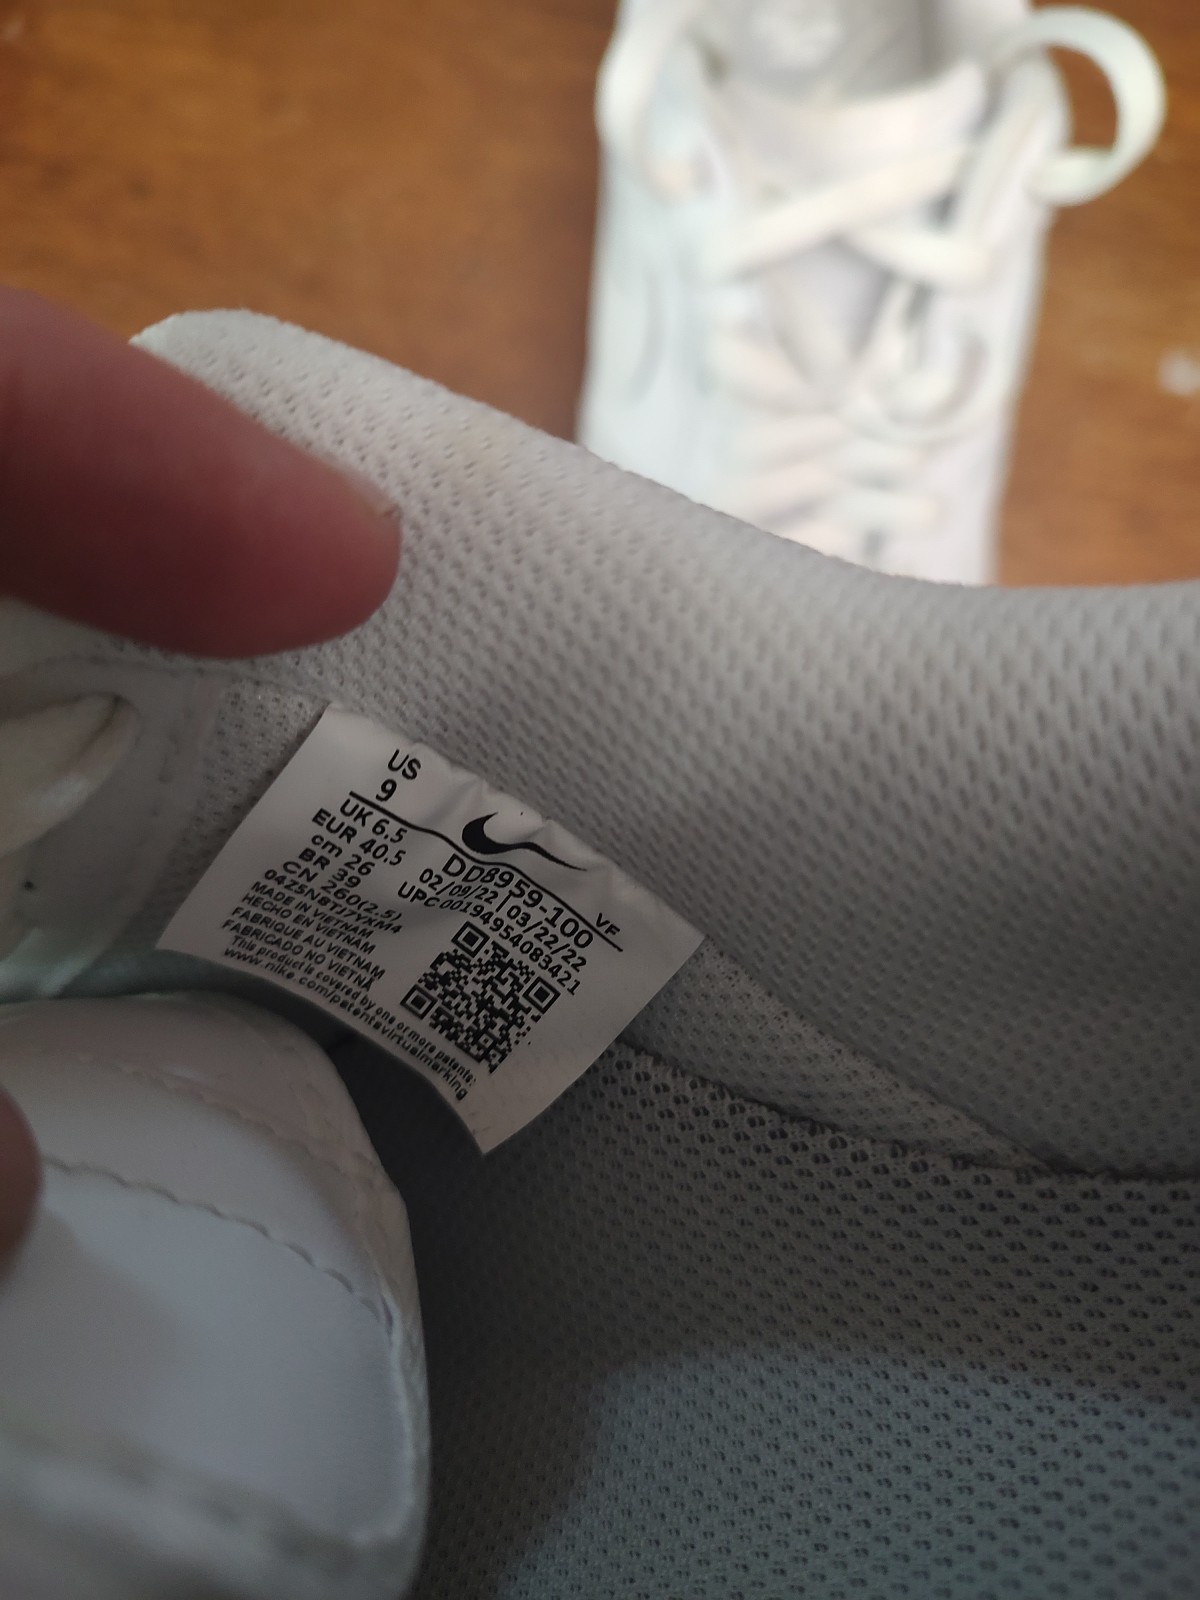 US
9
UK 6.5
EUR 40.5
cm 26
BR 39
CN 260(2.5)
04Z5N8TJ7YXM4
MADE IN VIETNAM
HECHO EN VIETNAM
FABRIQUE AU VIETNAM
FABRICADO NO VIETNÃ
This product is covered by one or more patents:
www.nike.com/patentsvirtualmarking
VF
DD8959-100
02/09/22 | 03/22/22
UPC 00194954083421